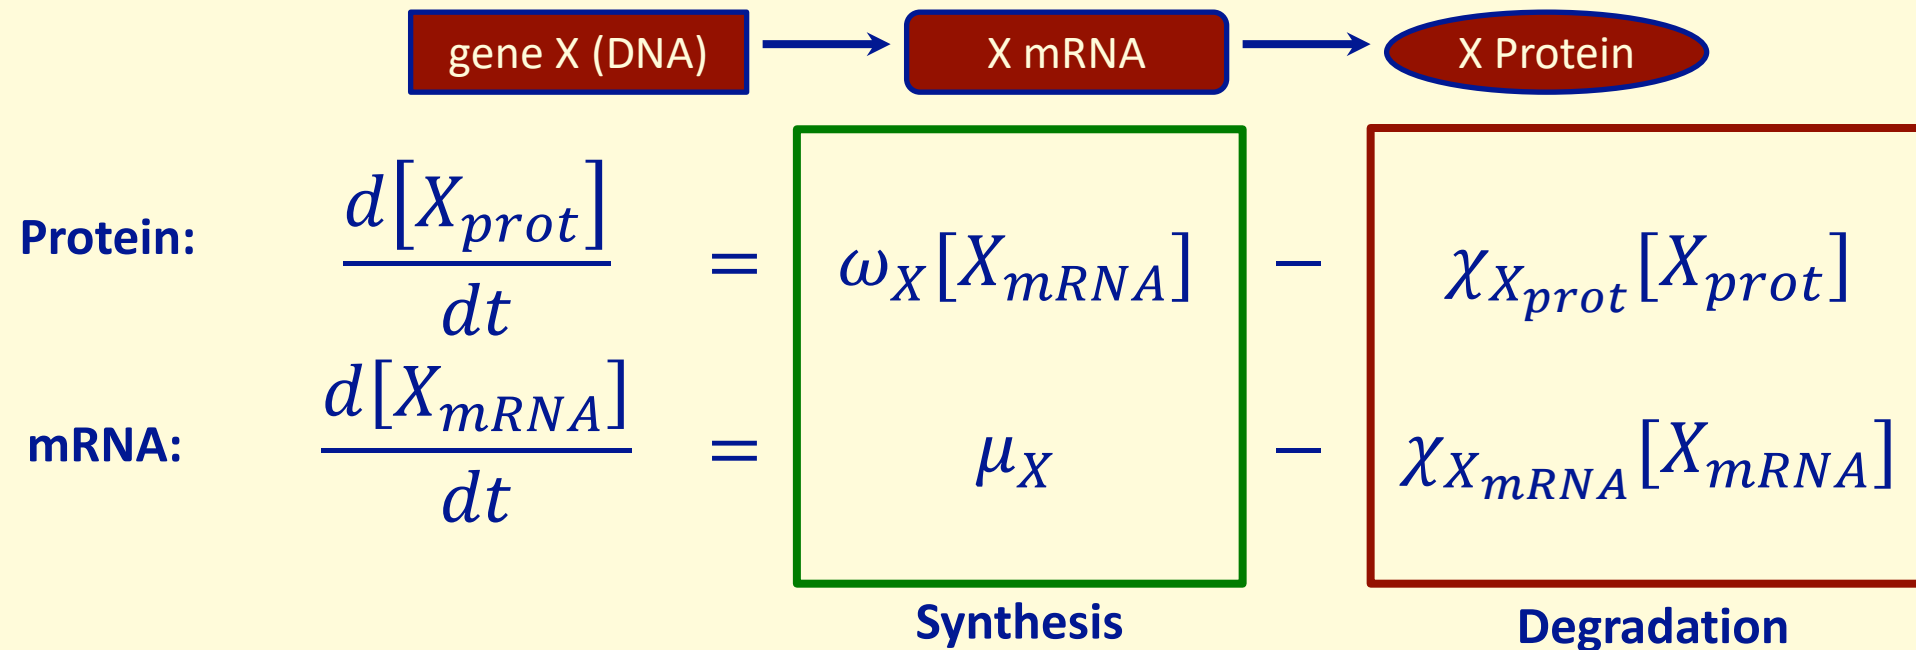 gene X (DNA) X mRNA X Protein
Protein: d[X_prot]/dt = ω_X[X_mRNA] − χ_X_prot[X_prot]
mRNA: d[X_mRNA]/dt = μ_X − χ_X_mRNA[X_mRNA]
Synthesis Degradation